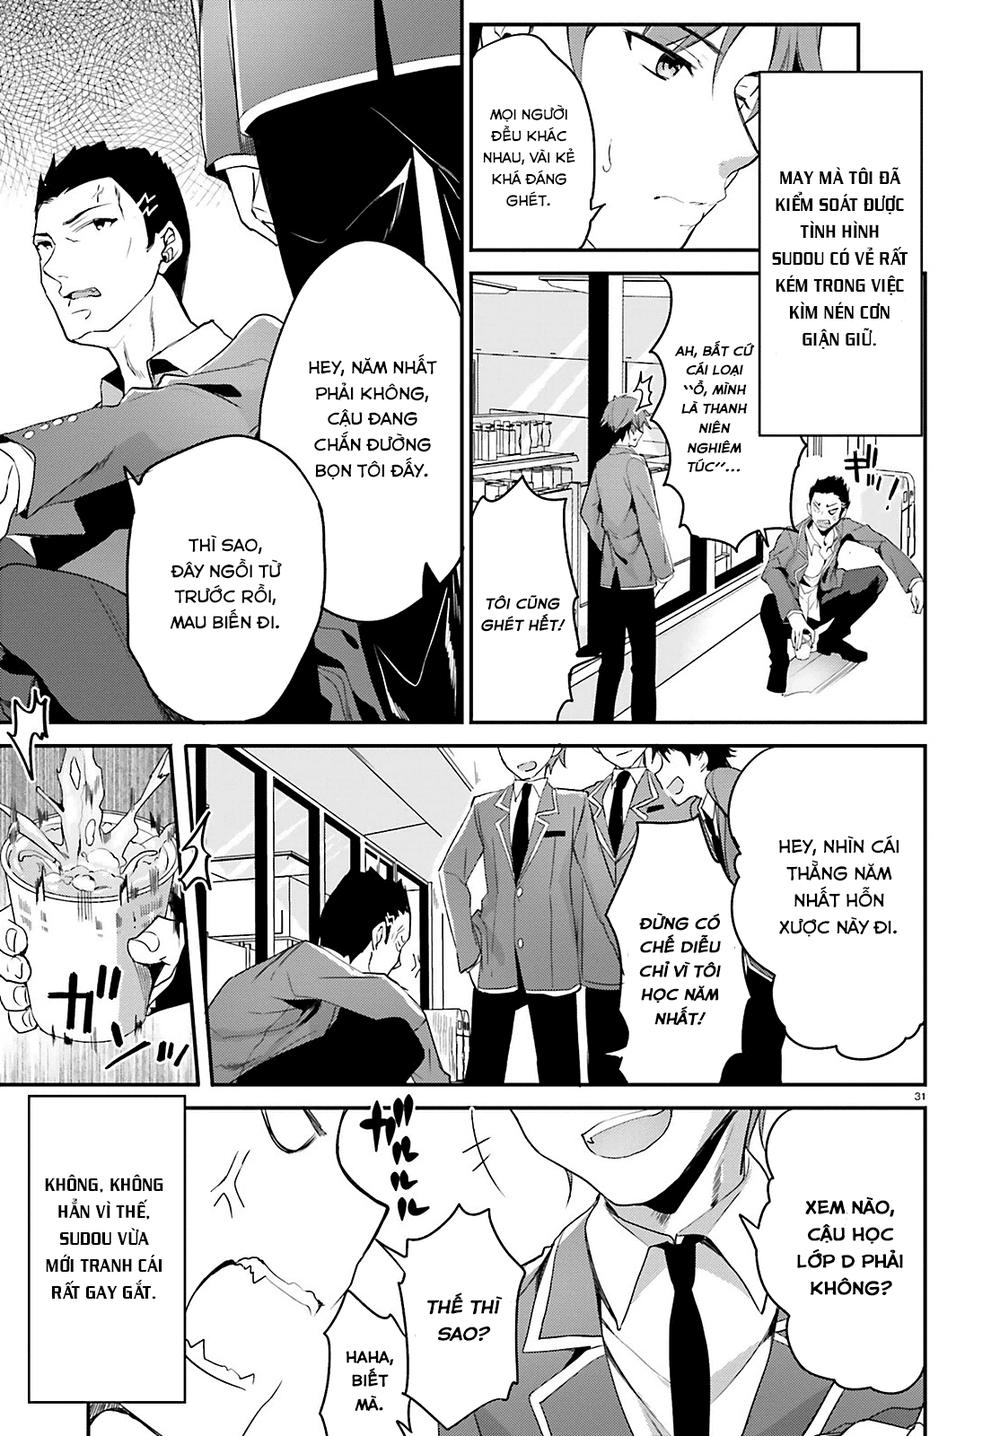 MAY MÀ TÔI ĐÃ
KIỂM SOÁT ĐƯỢC
TÌNH HÌNH
SUDOU CÓ VẺ RẤT
KÉM TRONG VIỆC
KÌM NÉN CƠN
GIẬN GIỮ.
MỌI NGƯỜI
ĐỀU KHÁC
NHAU, VÀI KẺ
KHÁ ĐÁNG
GHÉT.
AH, BẤT CỨ
CÁI LOẠI
“Ồ, MÌNH
LÀ THANH
NIÊN
NGHIÊM
TÚC“...
TÔI CŨNG
GHÉT HẾT!
HEY, NĂM NHẤT
PHẢI KHÔNG,
CẬU ĐANG
CHẮN ĐƯỜNG
BỌN TÔI ĐẤY.
THÌ SAO,
ĐÂY NGỒI TỪ
TRƯỚC RỒI,
MAU BIẾN ĐI.
HEY, NHÌN CÁI
THẰNG NĂM
NHẤT HỖN
XƯỢC NÀY ĐI.
ĐỪNG CÓ
CHẾ DIỄU
CHỈ VÌ TÔI
HỌC NĂM
NHẤT!
ガッ
31
XEM NÀO,
CẬU HỌC
LỚP D PHẢI
KHÔNG?
THẾ THÌ
SAO?
HAHA,
BIẾT
MÀ.
KHÔNG, KHÔNG
HẲN VÌ THẾ,
SUDOU VỪA
MỚI TRANH CÁI
RẤT GAY GẮT.